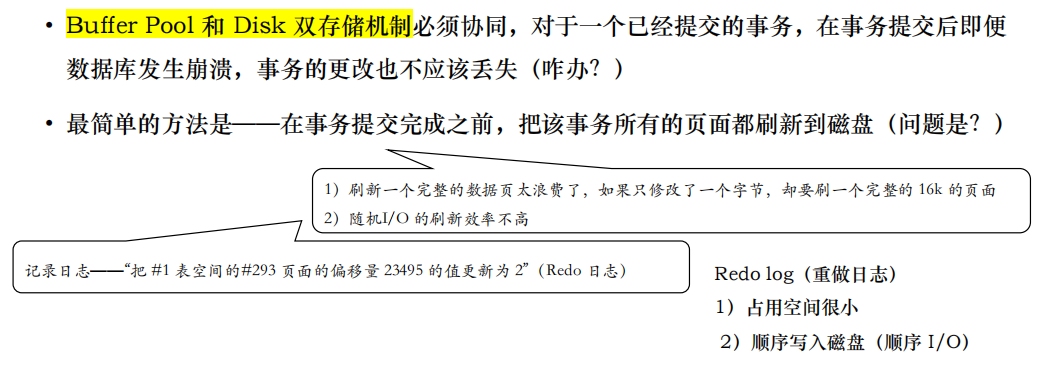 • Buffer Pool 和 Disk 双存储机制必须协同，对于一个已经提交的事务，在事务提交后即便
数据库发生崩溃，事务的更改也不应该丢失（咋办？）
• 最简单的方法是——在事务提交完成之前，把该事务所有的页面都刷新到磁盘（问题是？）
1）刷新一个完整的数据页太浪费了，如果只修改了一个字节，却要刷一个完整的 16k 的页面
2）随机I/O 的刷新效率不高
记录日志——“把 #1 表空间的#293 页面的偏移量 23495 的值更新为 2”（Redo 日志）
Redo log（重做日志）
1）占用空间很小
2）顺序写入磁盘（顺序 I/O）